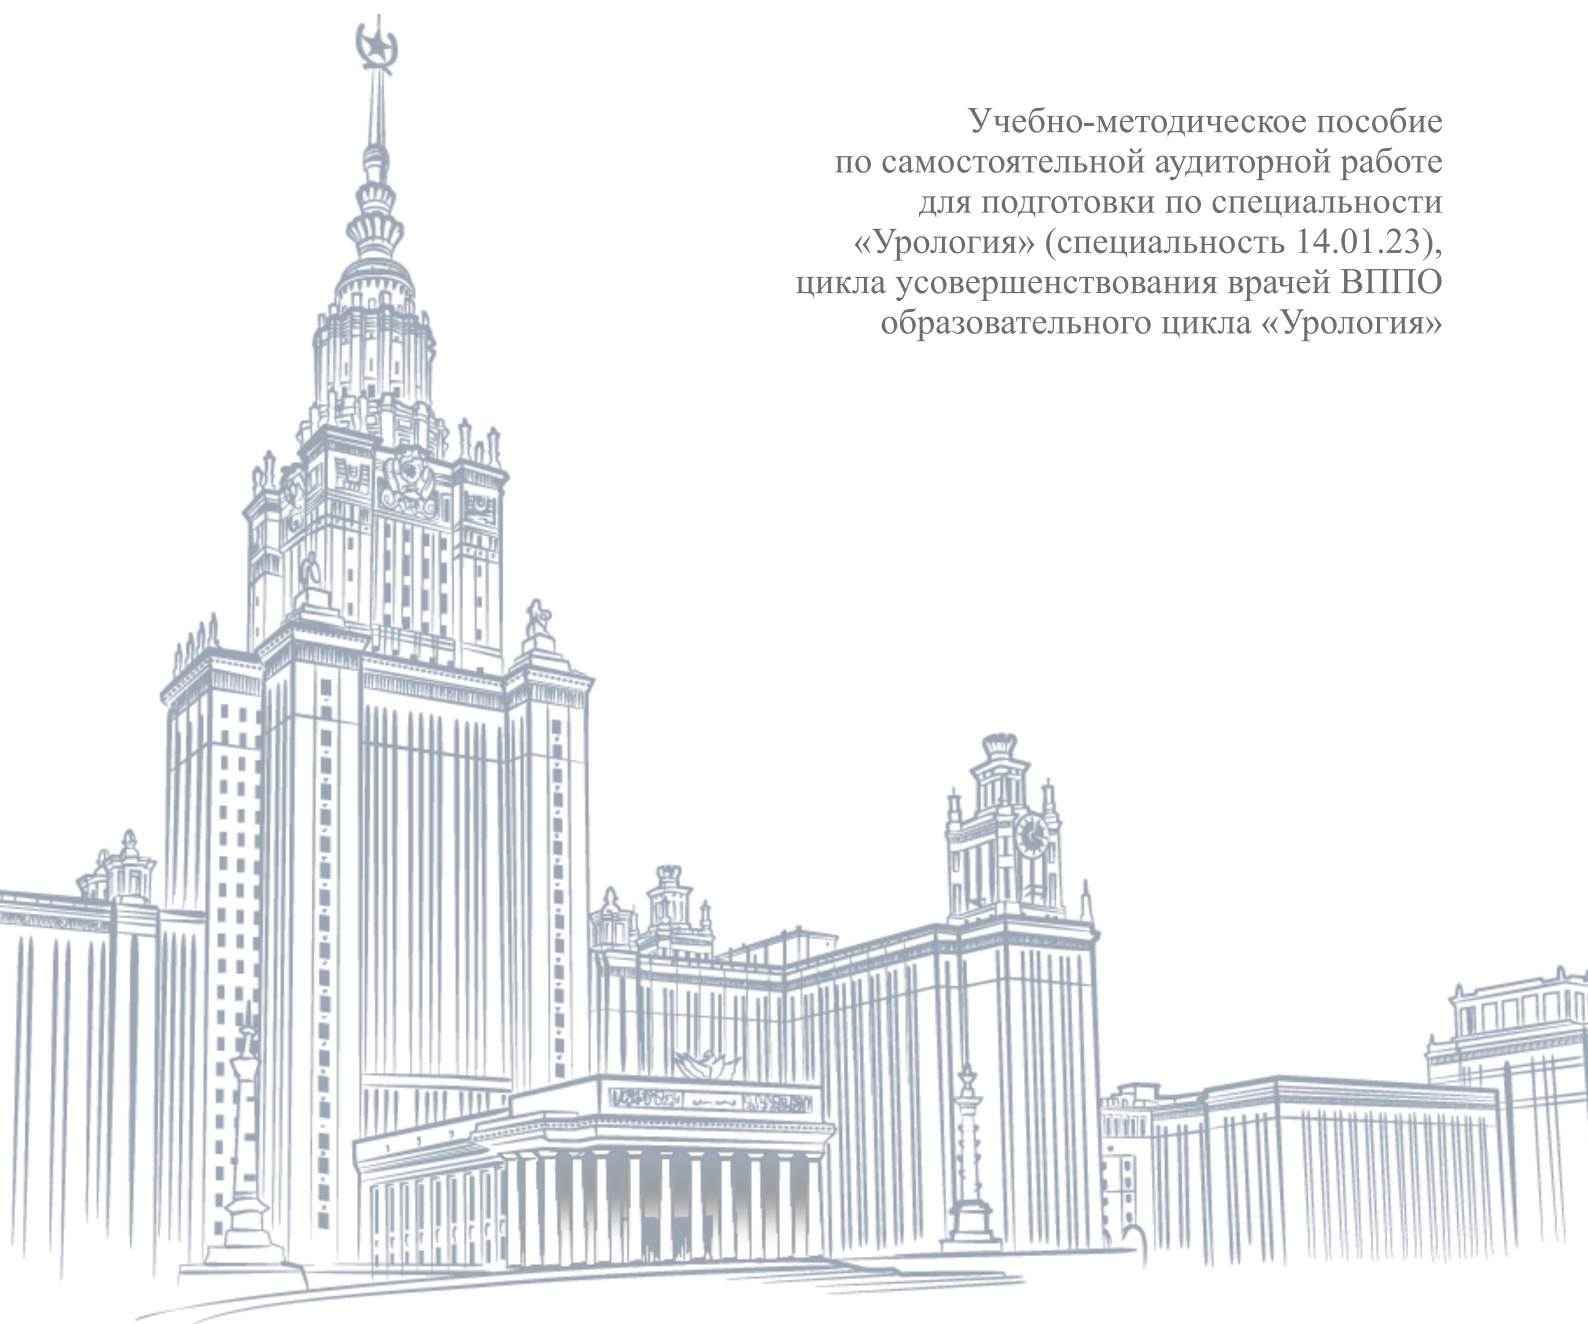 Учебно-методическое пособие
по самостоятельной аудиторной работе
для подготовки по специальности
«Урология» (специальность 14.01.23),
цикла усовершенствования врачей ВППО
образовательного цикла «Урология»